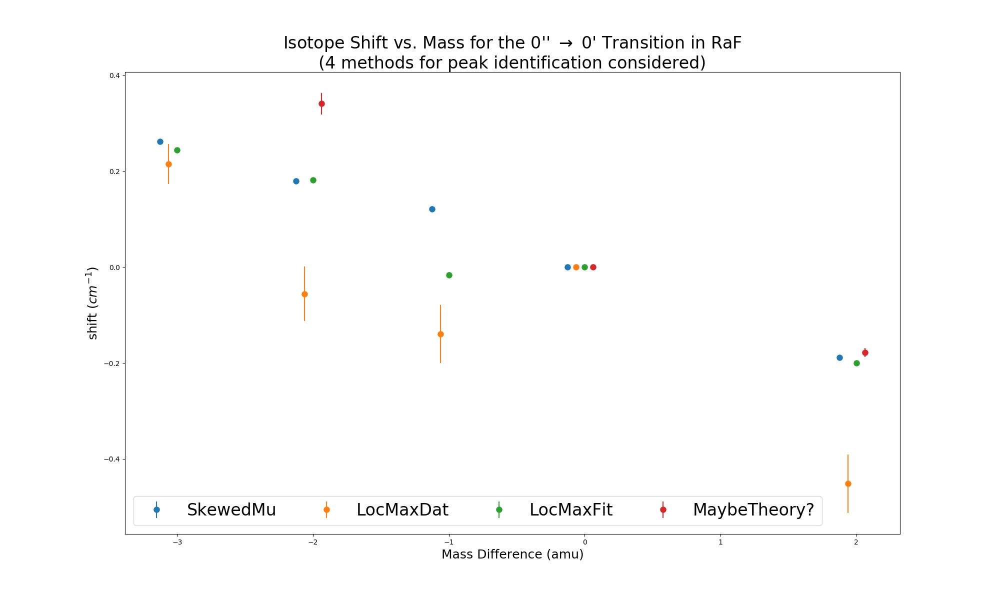 Isotope Shift vs. Mass for the 0'' → 0' Transition in RaF
(4 methods for peak identification considered)
0.4
0.2
0.0
−0.2
−0.4
shift (cm⁻¹)
SkewedMu LocMaxDat LocMaxFit MaybeTheory?
−3 −2 −1 0 1 2
Mass Difference (amu)